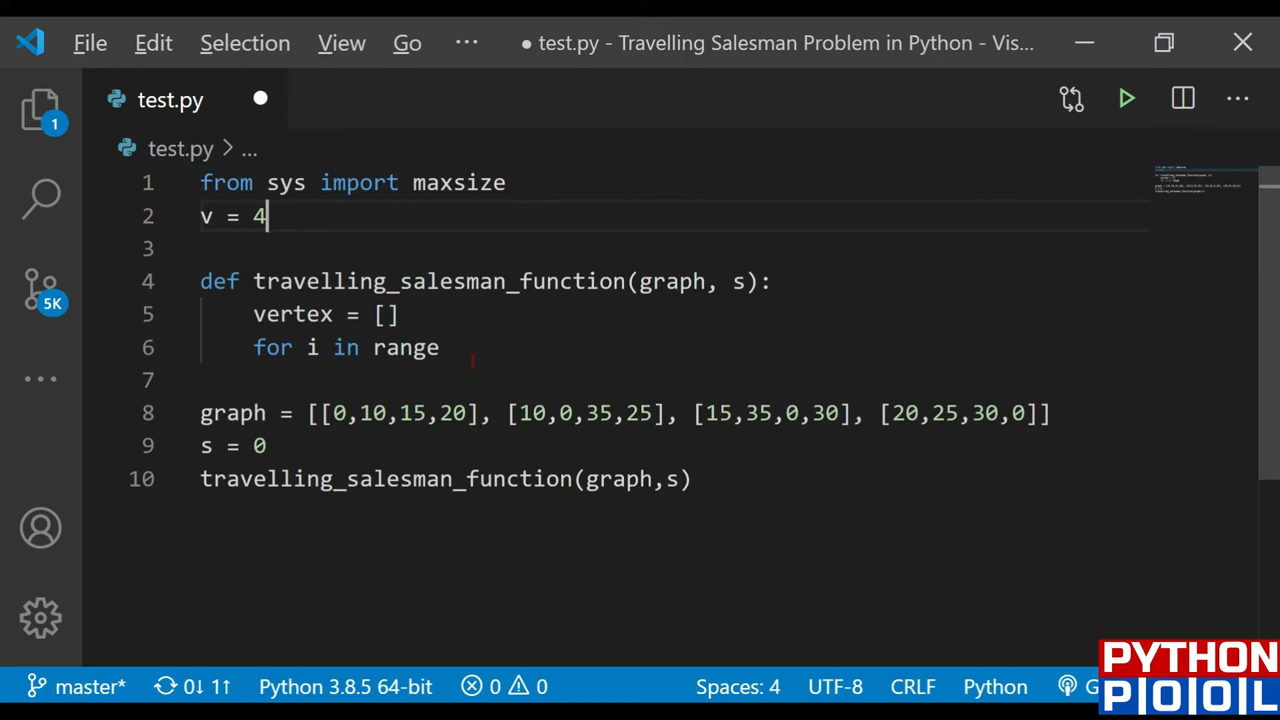 File Edit Selection View Go ··· ● test.py - Travelling Salesman Problem in Python - Vis...
test.py ●
test.py > ...
1 from sys import maxsize
2 v = 4
3
4 def travelling_salesman_function(graph, s):
5 vertex = []
6 for i in range
7
8 graph = [[0,10,15,20], [10,0,35,25], [15,35,0,30], [20,25,30,0]]
9 s = 0
10 travelling_salesman_function(graph,s)
1
5K
master* 0↓ 1↑ Python 3.8.5 64-bit 0 0 Spaces: 4 UTF-8 CRLF Python G
PYTHON
POOL